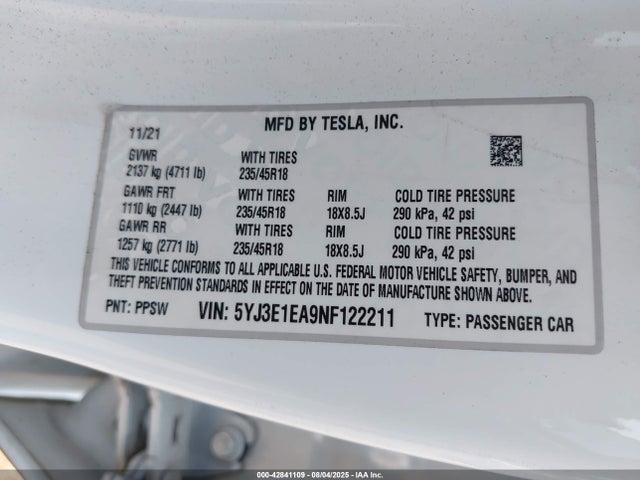 MFD BY TESLA, INC.
11/21
GVWR WITH TIRES
2137 kg (4711 lb) 235/45R18
GAWR FRT WITH TIRES RIM COLD TIRE PRESSURE
1110 kg (2447 lb) 235/45R18 18X8.5J 290 kPa, 42 psi
GAWR RR WITH TIRES RIM COLD TIRE PRESSURE
1257 kg (2771 lb) 235/45R18 18X8.5J 290 kPa, 42 psi
THIS VEHICLE CONFORMS TO ALL APPLICABLE U.S. FEDERAL MOTOR VEHICLE SAFETY, BUMPER, AND
THEFT PREVENTION STANDARDS IN EFFECT ON THE DATE OF MANUFACTURE SHOWN ABOVE.
PNT: PPSW VIN: 5YJ3E1EA9NF122211 TYPE: PASSENGER CAR
000-42841109 - 08/04/2025 - IAA Inc.